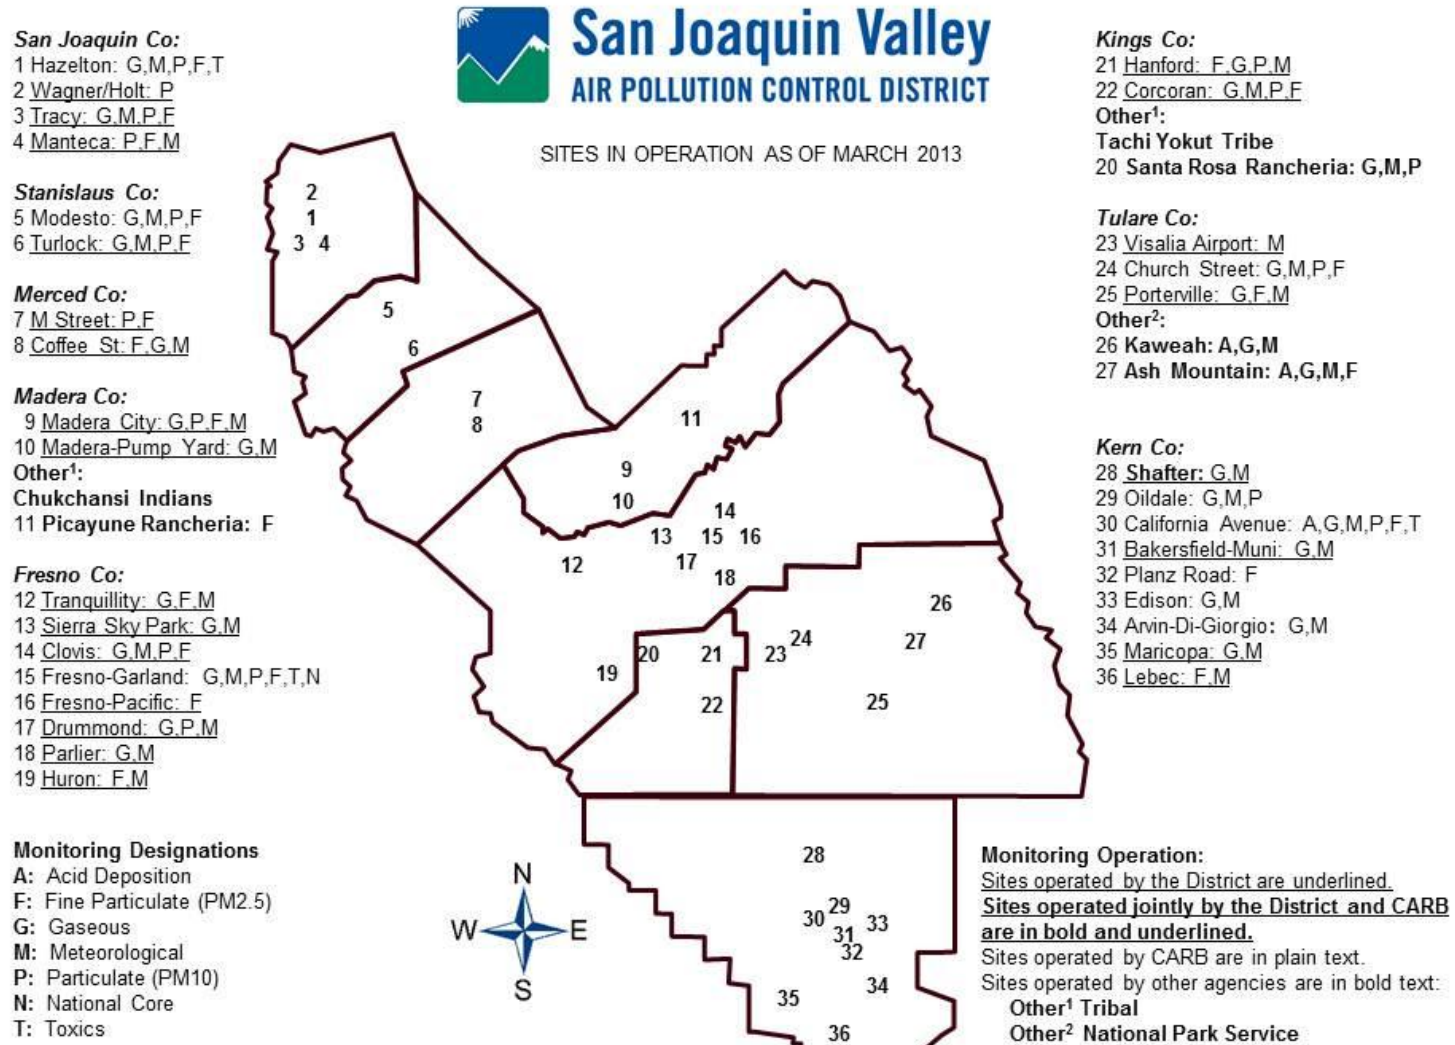 San Joaquin Valley
AIR POLLUTION CONTROL DISTRICT
SITES IN OPERATION AS OF MARCH 2013
San Joaquin Co:
1 Hazelton: G,M,P,F,T
2 Wagner/Holt: P
3 Tracy: G,M,P,F
4 Manteca: P,F,M
Stanislaus Co:
5 Modesto: G,M,P,F
6 Turlock: G,M,P,F
Merced Co:
7 M Street: P,F
8 Coffee St: F,G,M
Madera Co:
9 Madera City: G,P,F,M
10 Madera-Pump Yard: G,M
Other¹:
Chukchansi Indians
11 Picayune Rancheria: F
Fresno Co:
12 Tranquillity: G,F,M
13 Sierra Sky Park: G,M
14 Clovis: G,M,P,F
15 Fresno-Garland: G,M,P,F,T,N
16 Fresno-Pacific: F
17 Drummond: G,P,M
18 Parlier: G,M
19 Huron: F,M
Monitoring Designations
A: Acid Deposition
F: Fine Particulate (PM2.5)
G: Gaseous
M: Meteorological
P: Particulate (PM10)
N: National Core
T: Toxics
2
1
3 4
5
6
7
8
11
9
10
14
13 15 16
12 17
18
26
24 27
20 21 23
19
22 25
28
29
30 33
31
32
34
35
36
N
W E
S
Kings Co:
21 Hanford: F,G,P,M
22 Corcoran: G,M,P,F
Other¹:
Tachi Yokut Tribe
20 Santa Rosa Rancheria: G,M,P
Tulare Co:
23 Visalia Airport: M
24 Church Street: G,M,P,F
25 Porterville: G,F,M
Other²:
26 Kaweah: A,G,M
27 Ash Mountain: A,G,M,F
Kern Co:
28 Shafter: G,M
29 Oildale: G,M,P
30 California Avenue: A,G,M,P,F,T
31 Bakersfield-Muni: G,M
32 Planz Road: F
33 Edison: G,M
34 Arvin-Di-Giorgio: G,M
35 Maricopa: G,M
36 Lebec: F,M
Monitoring Operation:
Sites operated by the District are underlined.
Sites operated jointly by the District and CARB
are in bold and underlined.
Sites operated by CARB are in plain text.
Sites operated by other agencies are in bold text:
Other¹ Tribal
Other² National Park Service